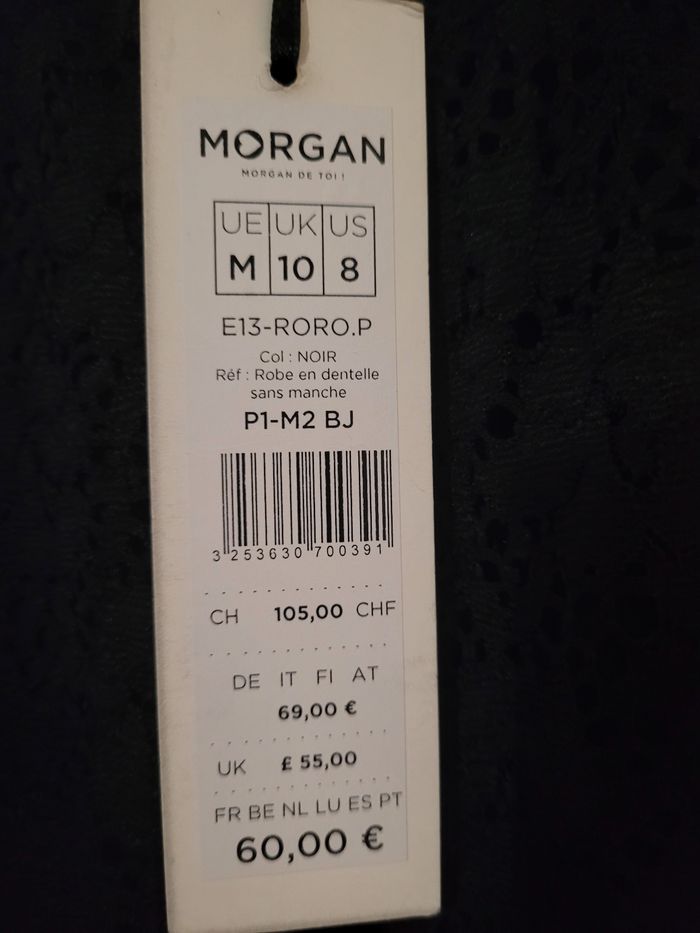 MORGAN
MORGAN DE TOI !
UE UK US
M 10 8
E13-RORO.P
Col : NOIR
Réf : Robe en dentelle
sans manche
P1-M2 BJ
3 253630 700391
CH 105,00 CHF
DE IT FI AT
69,00 €
UK £ 55,00
FR BE NL LU ES PT
60,00 €